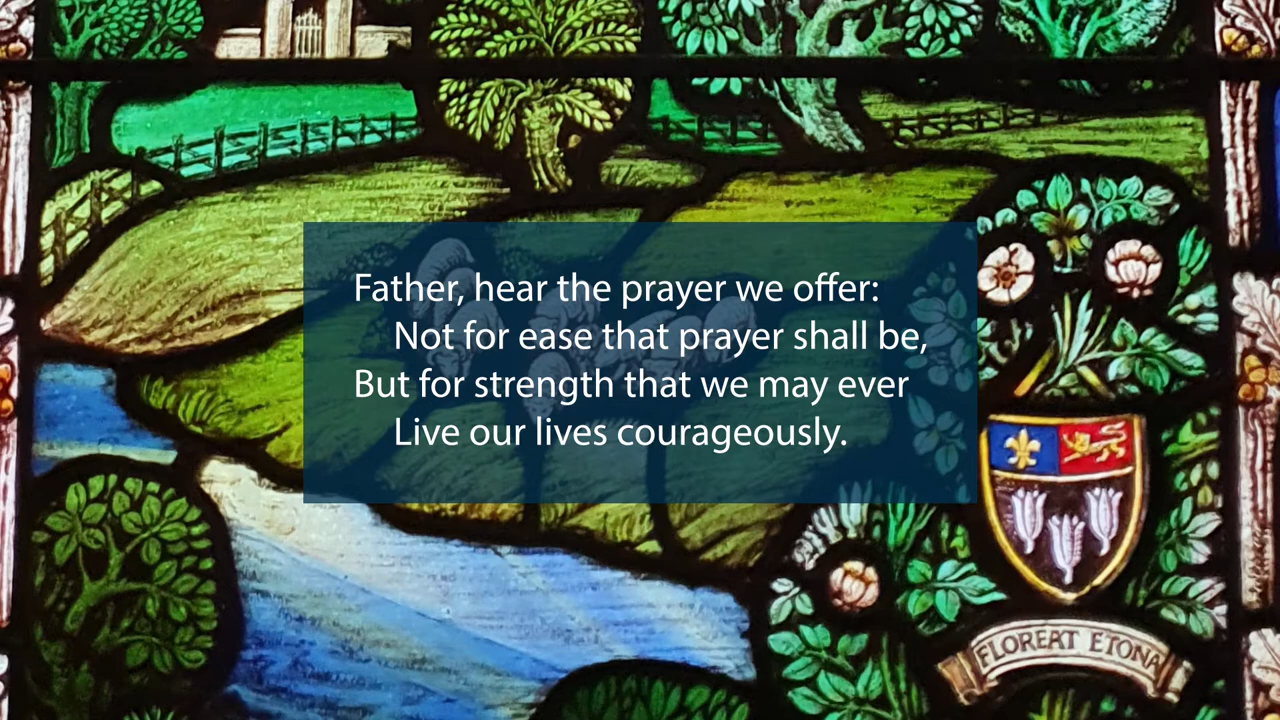 Father, hear the prayer we offer:
Not for ease that prayer shall be,
But for strength that we may ever
Live our lives courageously.
FLOREAT ETONA